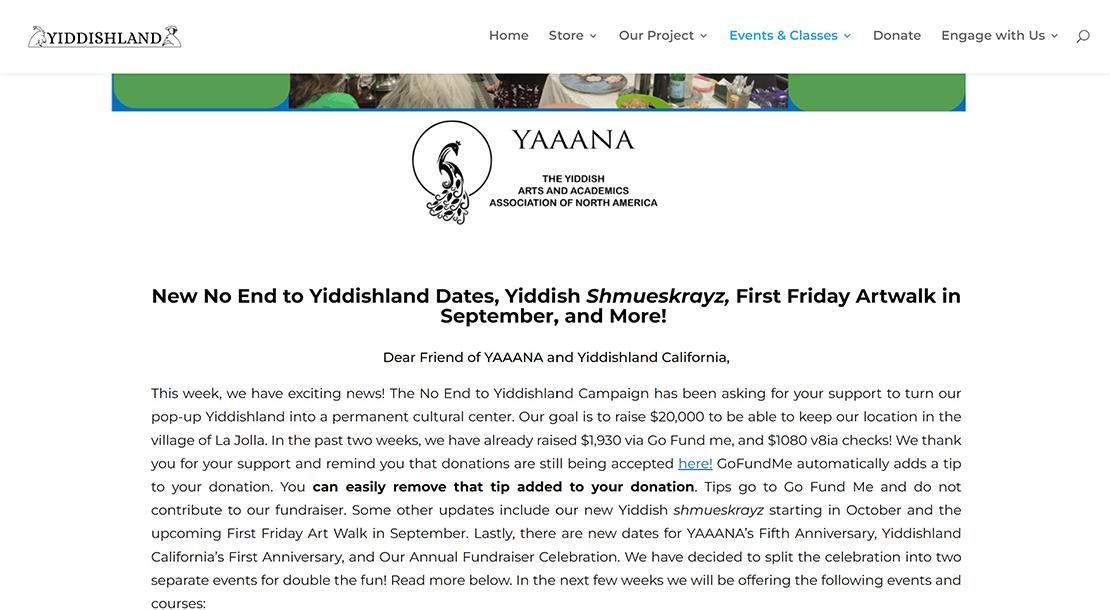 YIDDISHLAND
Home Store Our Project Events & Classes Donate Engage with Us
YAAANA
THE YIDDISH
ARTS AND ACADEMICS
ASSOCIATION OF NORTH AMERICA
New No End to Yiddishland Dates, Yiddish Shmueskrayz, First Friday Artwalk in
September, and More!
Dear Friend of YAAANA and Yiddishland California,
This week, we have exciting news! The No End to Yiddishland Campaign has been asking for your support to turn our
pop-up Yiddishland into a permanent cultural center. Our goal is to raise $20,000 to be able to keep our location in the
village of La Jolla. In the past two weeks, we have already raised $1,930 via Go Fund me, and $1080 v8ia checks! We thank
you for your support and remind you that donations are still being accepted here! GoFundMe automatically adds a tip
to your donation. You can easily remove that tip added to your donation. Tips go to Go Fund Me and do not
contribute to our fundraiser. Some other updates include our new Yiddish shmueskrayz starting in October and the
upcoming First Friday Art Walk in September. Lastly, there are new dates for YAAANA’s Fifth Anniversary, Yiddishland
California’s First Anniversary, and Our Annual Fundraiser Celebration. We have decided to split the celebration into two
separate events for double the fun! Read more below. In the next few weeks we will be offering the following events and
courses: